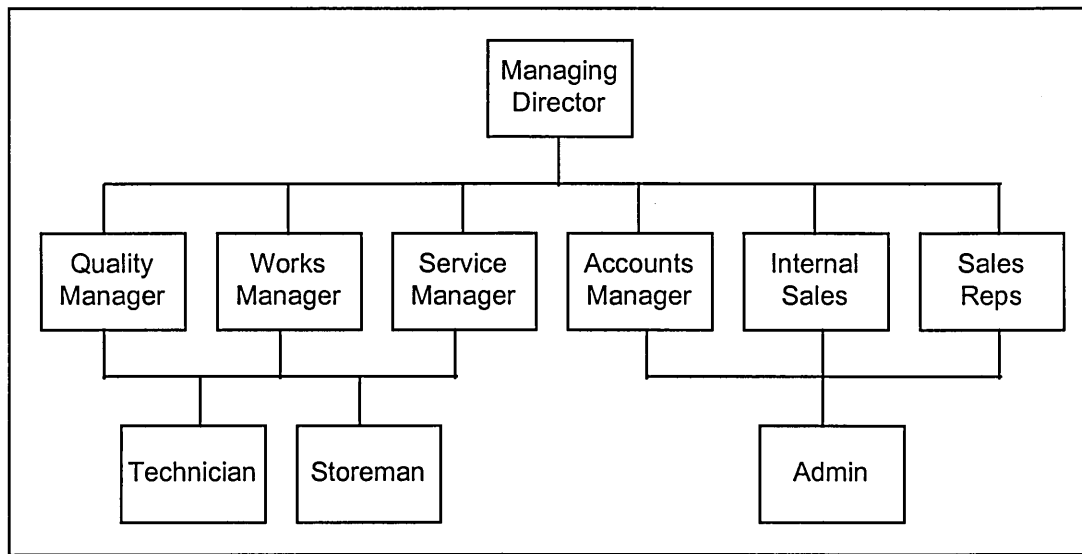 Managing
Director
Quality
Manager
Works
Manager
Service
Manager
Accounts
Manager
Internal
Sales
Sales
Reps
Technician
Storeman
Admin